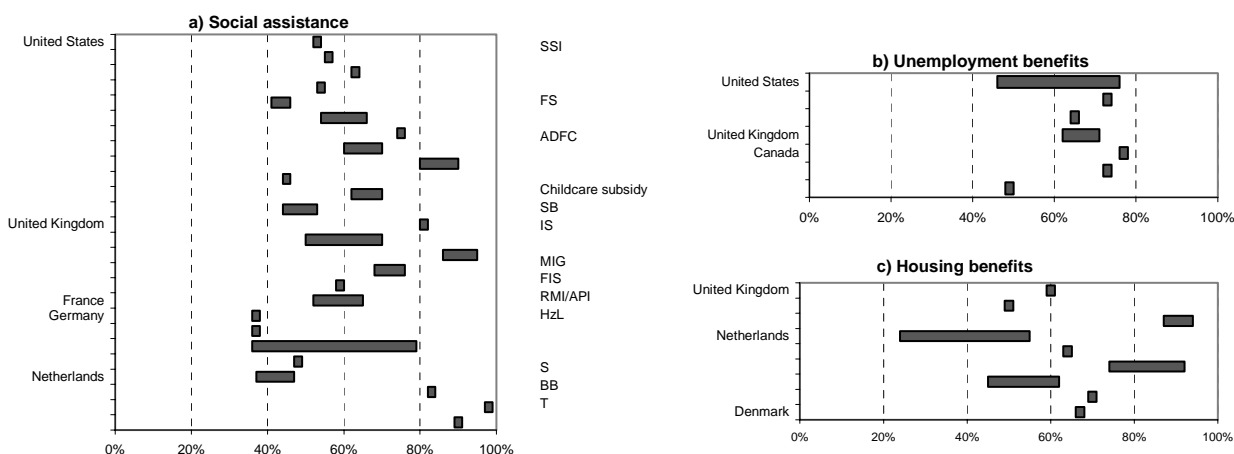 a) Social assistance
United States
United Kingdom
France
Germany
Netherlands
SSI
FS
ADFC
Childcare subsidy
SB
IS
MIG
FIS
RMI/API
HzL
S
BB
T
0% 20% 40% 60% 80% 100%
b) Unemployment benefits
United States
United Kingdom
Canada
0% 20% 40% 60% 80% 100%
c) Housing benefits
United Kingdom
Netherlands
Denmark
0% 20% 40% 60% 80% 100%